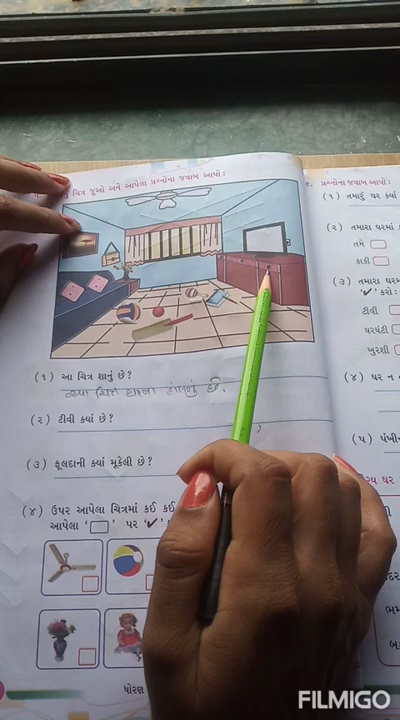 ચિત્ર જુઓ અને આપેલા પ્રશ્નોના જવાબ આપો :
(૧) આ ચિત્ર શાનું છે?
(૨) ટીવી ક્યાં છે?
(૩) ફૂલદાની ક્યાં મૂકેલી છે?
(૪) ઉપર આપેલા ચિત્રમાં કઈ કઈ
આપેલા '☐' પર '✔'
ધોરણ
પ્રશ્નોના જવાબ આપો :
(૧) તમારું ઘર ક્યાં
(૨) તમારા ઘરમાં
તમે
કાકી
(૩) તમારા ઘરમ
'✔' કરો :
ટીવી
ઘરઘંટી
ખુરશી
(૪) ઘર ન
(૫) પંખીન
ઘર
FILMIGO